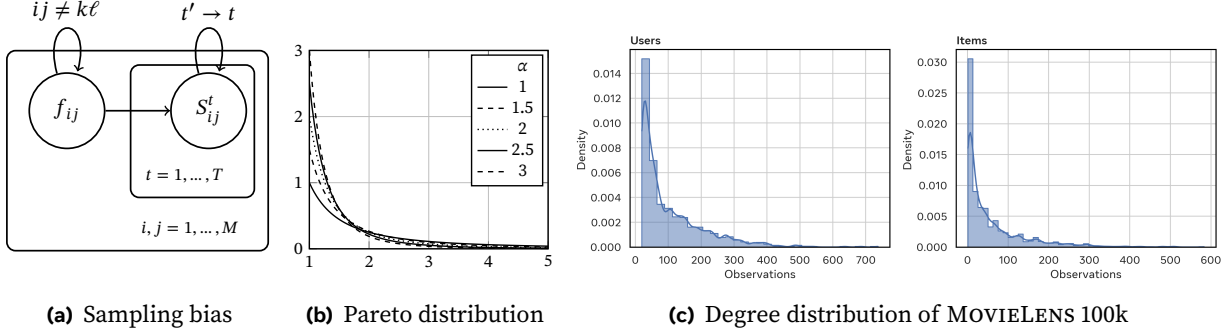 ij ≠ kℓ
t′ → t
f_ij
S^t_ij
t = 1, ..., T
i, j = 1, ..., M
3
2
1
0
1
2
3
4
5
α
1
1.5
2
2.5
3
Users
Density
0.014
0.012
0.010
0.008
0.006
0.004
0.002
0.000
0 100 200 300 400 500 600 700
Observations
Items
Density
0.030
0.025
0.020
0.015
0.010
0.005
0.000
0 100 200 300 400 500 600
Observations
(a) Sampling bias
(b) Pareto distribution
(c) Degree distribution of MOVIELENS 100k